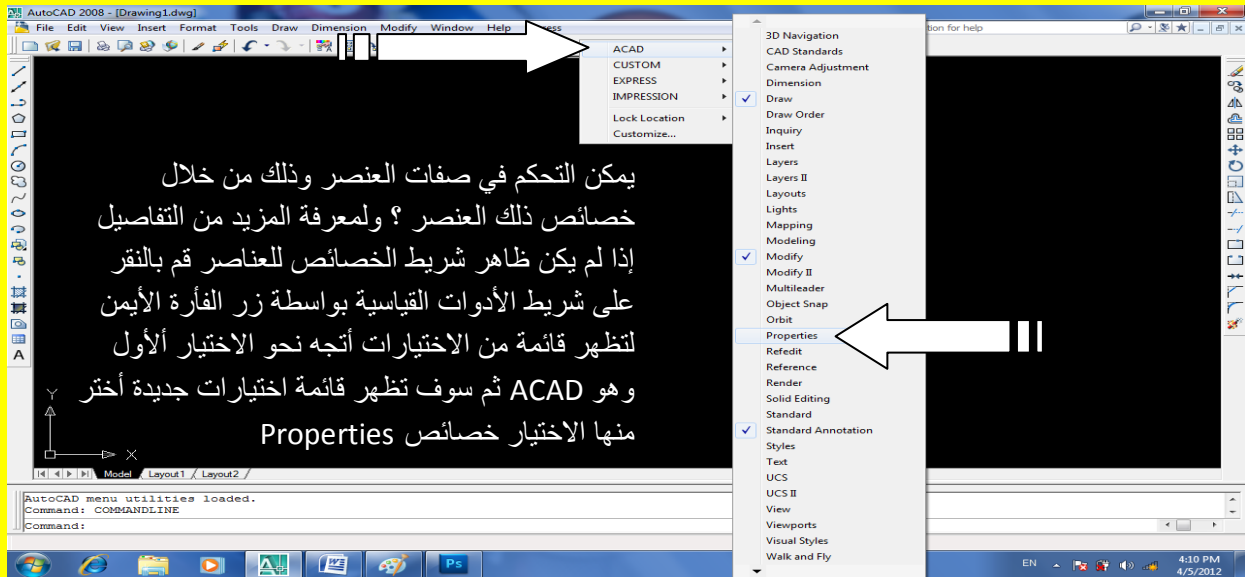 AutoCAD 2008 - [Drawing1.dwg]
File Edit View Insert Format Tools Draw Dimension Modify Window Help
tion for help
ACAD
CUSTOM
EXPRESS
IMPRESSION
Lock Location
Customize...
3D Navigation
CAD Standards
Camera Adjustment
Dimension
Draw
Draw Order
Inquiry
Insert
Layers
Layers II
Layouts
Lights
Mapping
Modeling
Modify
Modify II
Multileader
Object Snap
Orbit
Properties
Refedit
Reference
Render
Solid Editing
Standard
Standard Annotation
Styles
Text
UCS
UCS II
View
Viewports
Visual Styles
Walk and Fly
يمكن التحكم في صفات العنصر وذلك من خلال
خصائص ذلك العنصر ؟ ولمعرفة المزيد من التفاصيل
إذا لم يكن ظاهر شريط الخصائص للعناصر قم بالنقر
على شريط الأدوات القياسية بواسطة زر الفأرة الأيمن
لتظهر قائمة من الاختيارات أتجه نحو الاختيار ألأول
وهو ACAD ثم سوف تظهر قائمة اختيارات جديدة أختر
منها الاختيار خصائص Properties
A
Y
X
Model Layout1 Layout2
AutoCAD menu utilities loaded.
Command: COMMANDLINE
Command:
Ps
EN
4:10 PM
4/5/2012